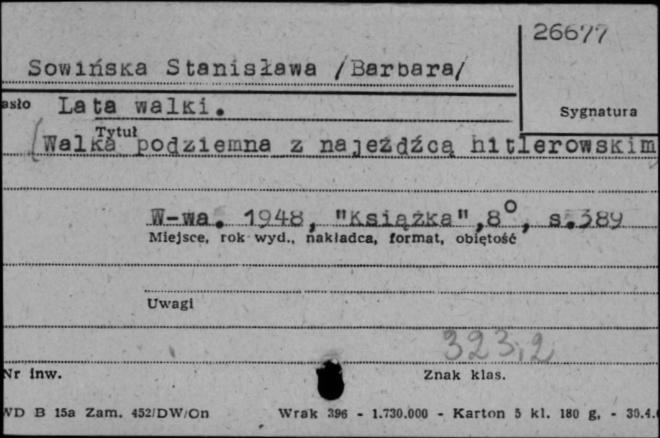 26677
Sowińska Stanisława /Barbara/
asło Lata walki.
Sygnatura
Tytuł
(Walka podziemna z najeźdźcą hitlerowskim
W-wa. 1948, "Książka", 8°, s.389
Miejsce, rok wyd., nakładca, format, objętość
Uwagi
323,2
Nr inw.
Znak klas.
WD B 15a Zam. 452/DW/On Wrak 396 - 1.730.000 - Karton 5 kl. 180 g. - 30.4.